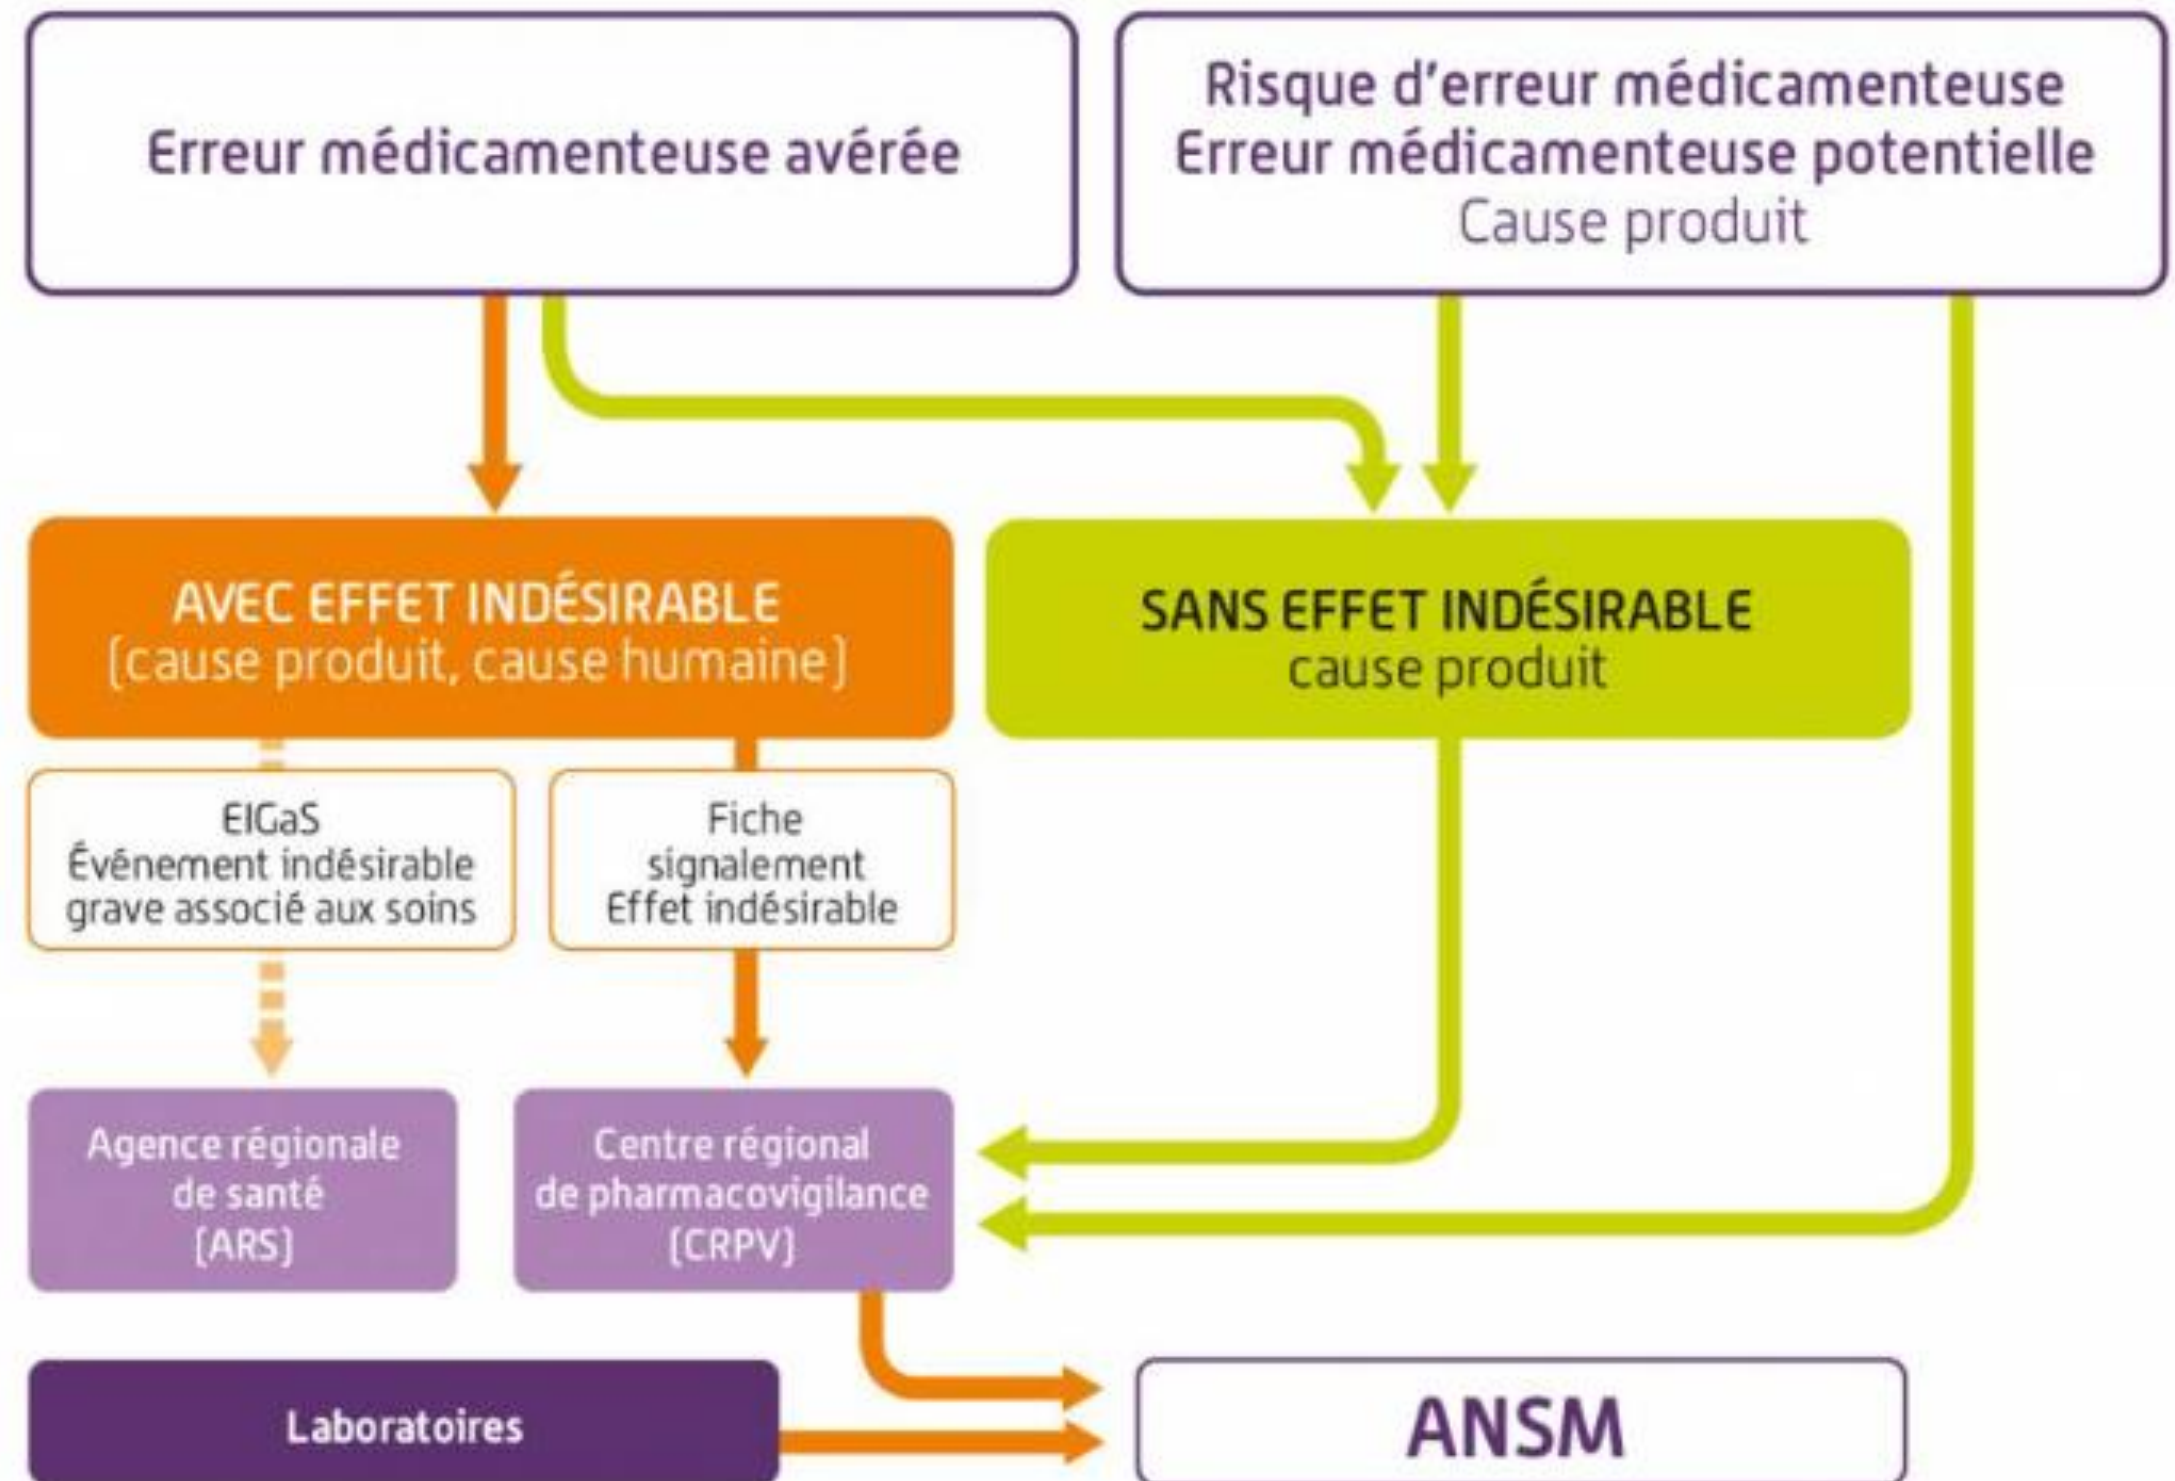 Erreur médicamenteuse avérée
Risque d'erreur médicamenteuse
Erreur médicamenteuse potentielle
Cause produit
AVEC EFFET INDÉSIRABLE
(cause produit, cause humaine)
SANS EFFET INDÉSIRABLE
cause produit
EIGaS
Événement indésirable
grave associé aux soins
Fiche
signalement
Effet indésirable
Agence régionale
de santé
(ARS)
Centre régional
de pharmacovigilance
(CRPV)
Laboratoires
ANSM